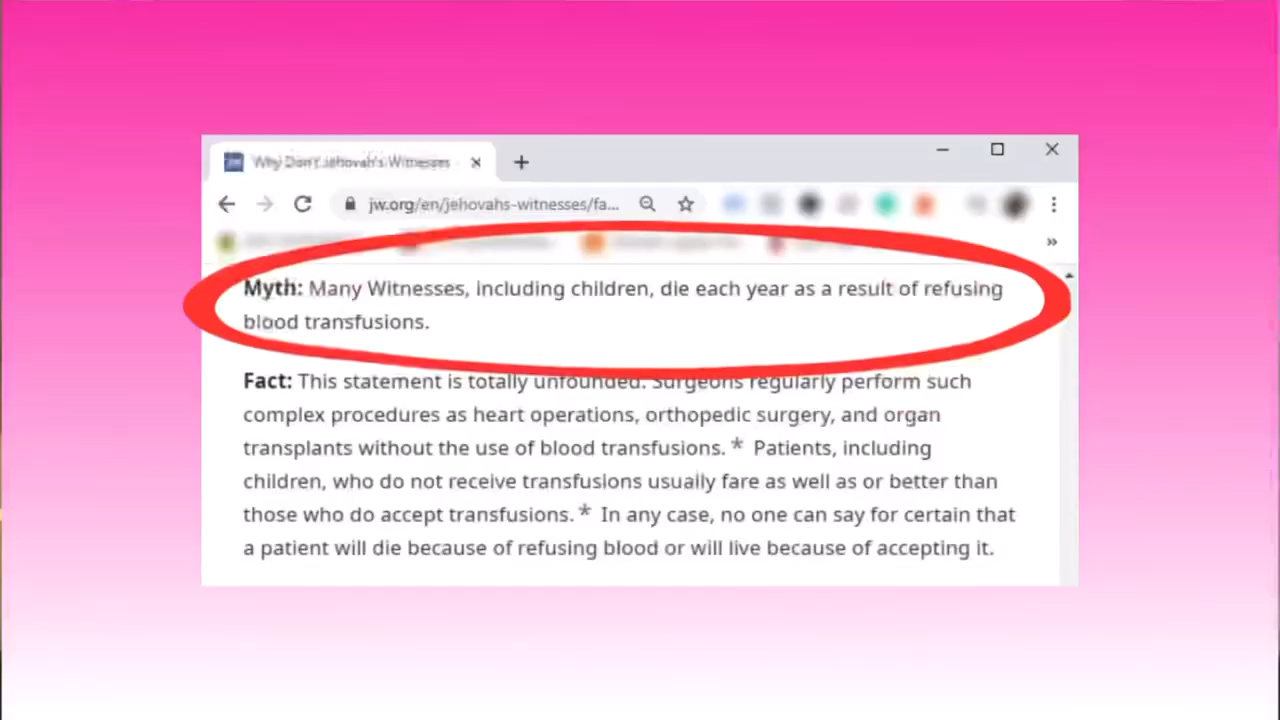 Why Don't Jehovah's Witnesses
jw.org/en/jehovahs-witnesses/fa...
Myth: Many Witnesses, including children, die each year as a result of refusing
blood transfusions.
Fact: This statement is totally unfounded. Surgeons regularly perform such
complex procedures as heart operations, orthopedic surgery, and organ
transplants without the use of blood transfusions. * Patients, including
children, who do not receive transfusions usually fare as well as or better than
those who do accept transfusions. * In any case, no one can say for certain that
a patient will die because of refusing blood or will live because of accepting it.